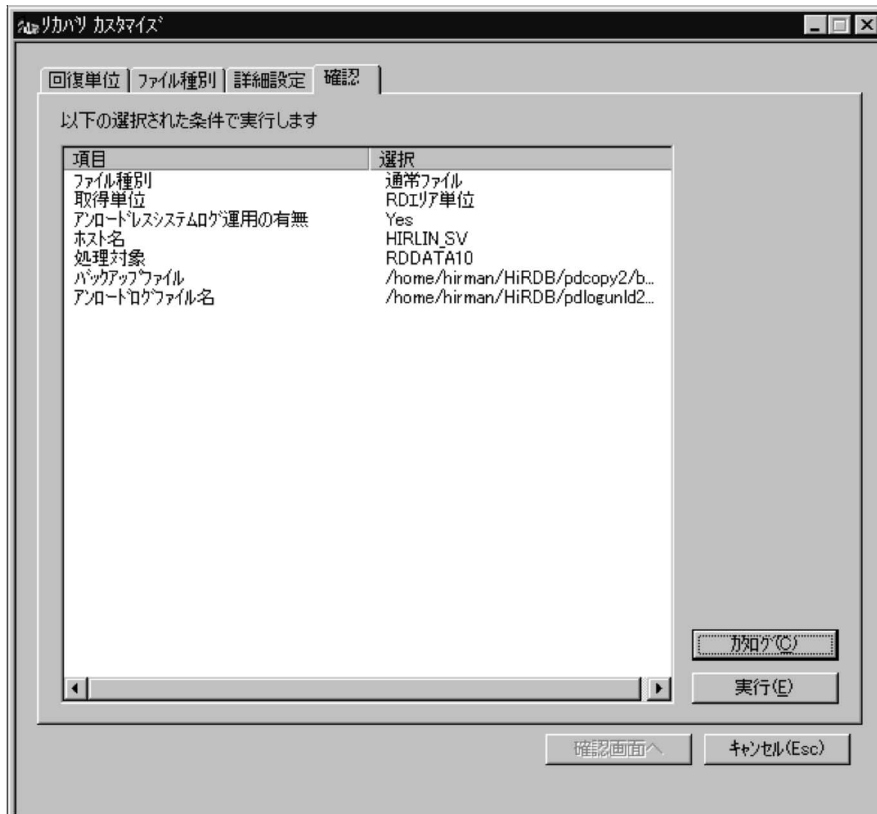 リカバリ カスタマイズ
回復単位 ファイル種別 詳細設定 確認
以下の選択された条件で実行します
項目 選択
ファイル種別 通常ファイル
取得単位 RDエリア単位
アンロードレスシステムログ運用の有無 Yes
ホスト名 HIRLIN_SV
処理対象 RDDATA10
バックアップファイル /home/hirman/HiRDB/pdcopy2/b...
アンロードログファイル名 /home/hirman/HiRDB/pdlogunld2...
カタログ(C)
実行(E)
確認画面へ キャンセル(Esc)